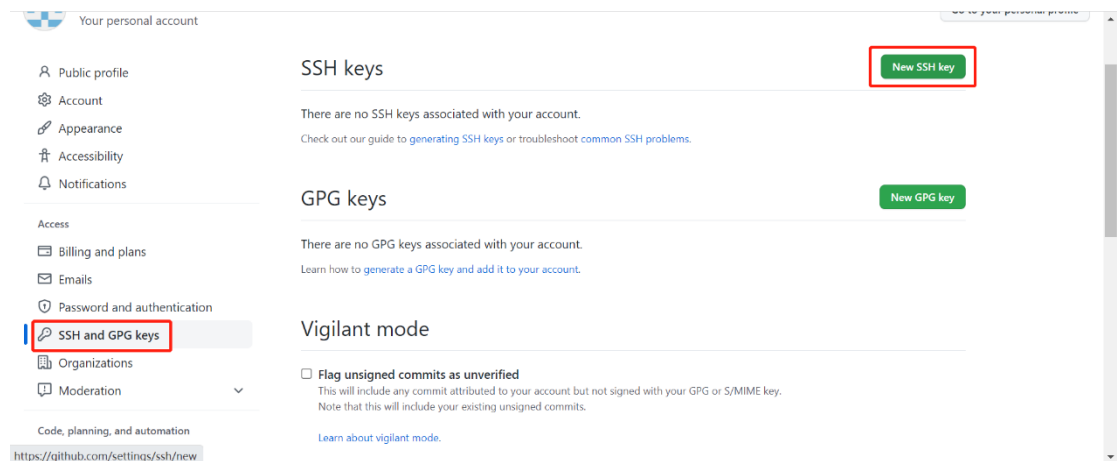 Your personal account
Go to your personal profile
Public profile
Account
Appearance
Accessibility
Notifications
Access
Billing and plans
Emails
Password and authentication
SSH and GPG keys
Organizations
Moderation
Code, planning, and automation
https://github.com/settings/ssh/new
SSH keys
New SSH key
There are no SSH keys associated with your account.
Check out our guide to generating SSH keys or troubleshoot common SSH problems.
GPG keys
New GPG key
There are no GPG keys associated with your account.
Learn how to generate a GPG key and add it to your account.
Vigilant mode
Flag unsigned commits as unverified
This will include any commit attributed to your account but not signed with your GPG or S/MIME key.
Note that this will include your existing unsigned commits.
Learn about vigilant mode.